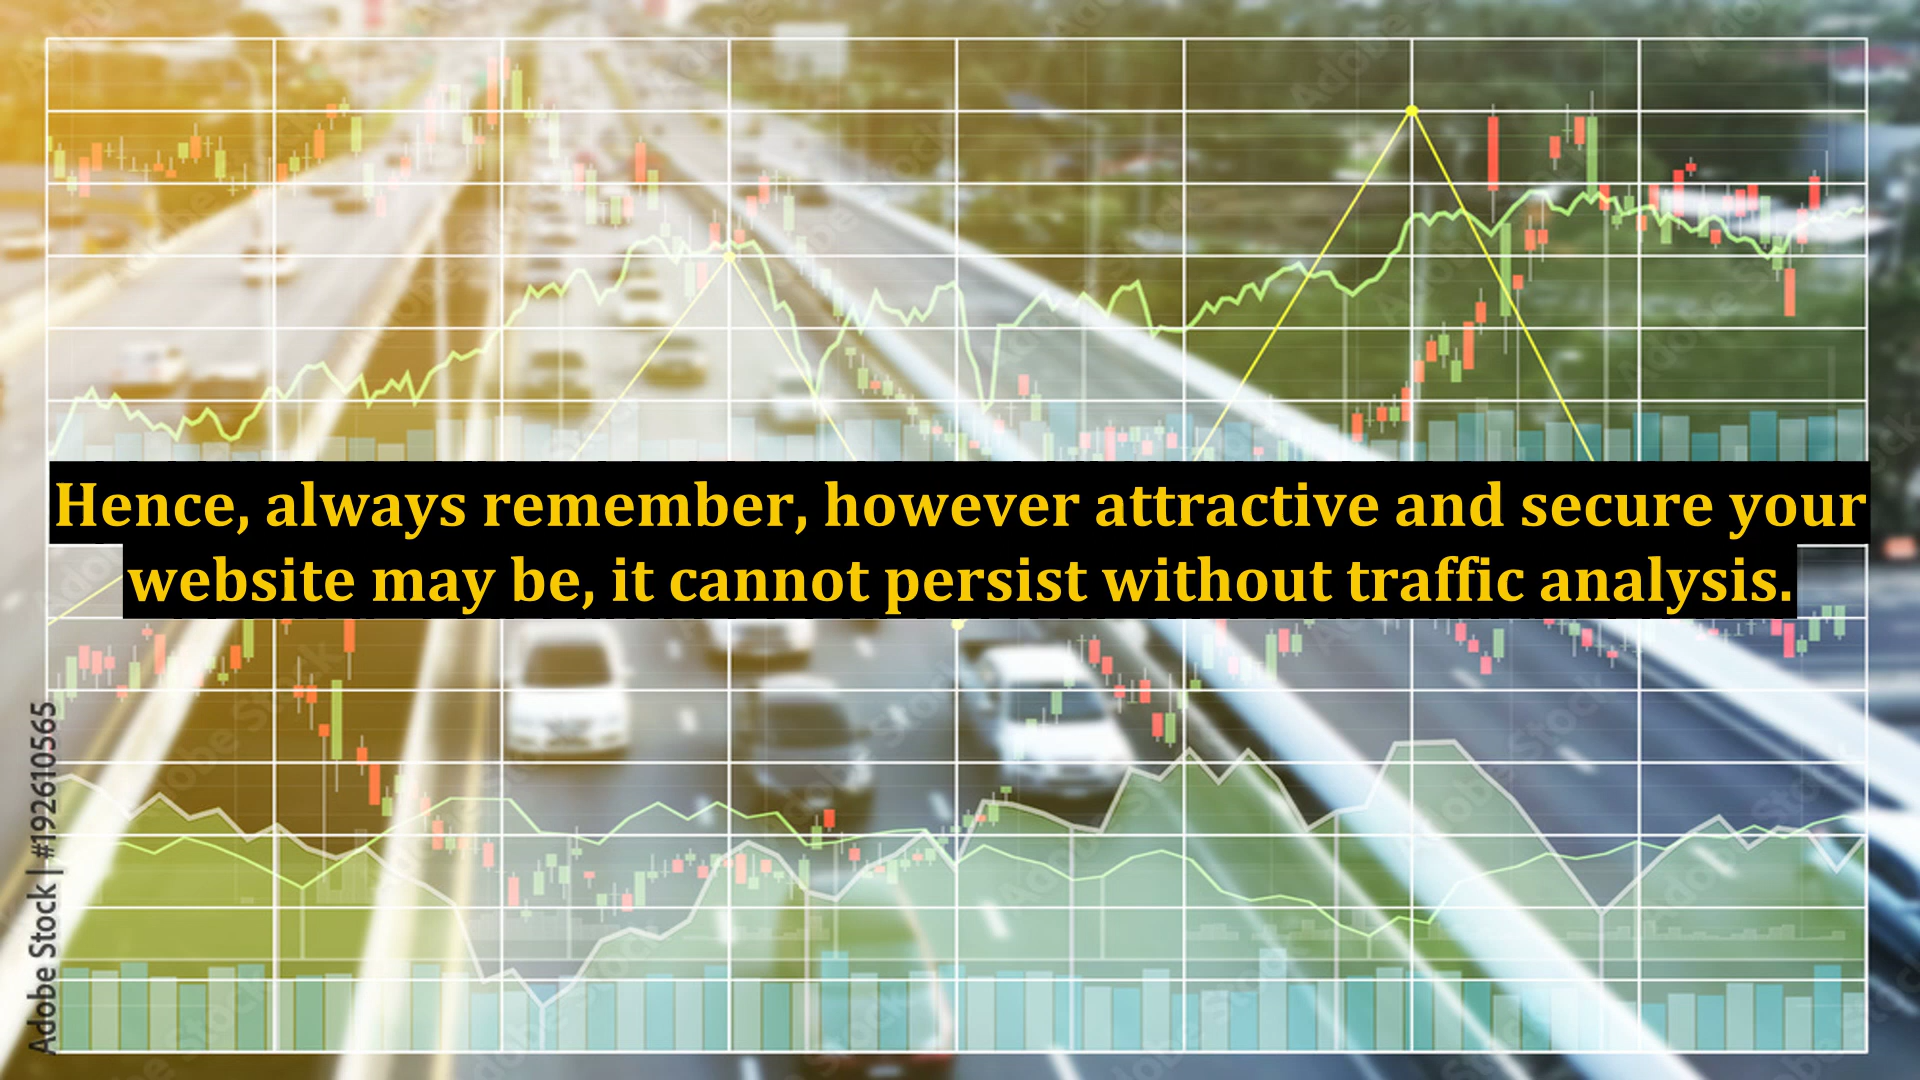 Hence, always remember, however attractive and secure your
website may be, it cannot persist without traffic analysis.
Adobe Stock | #192610565